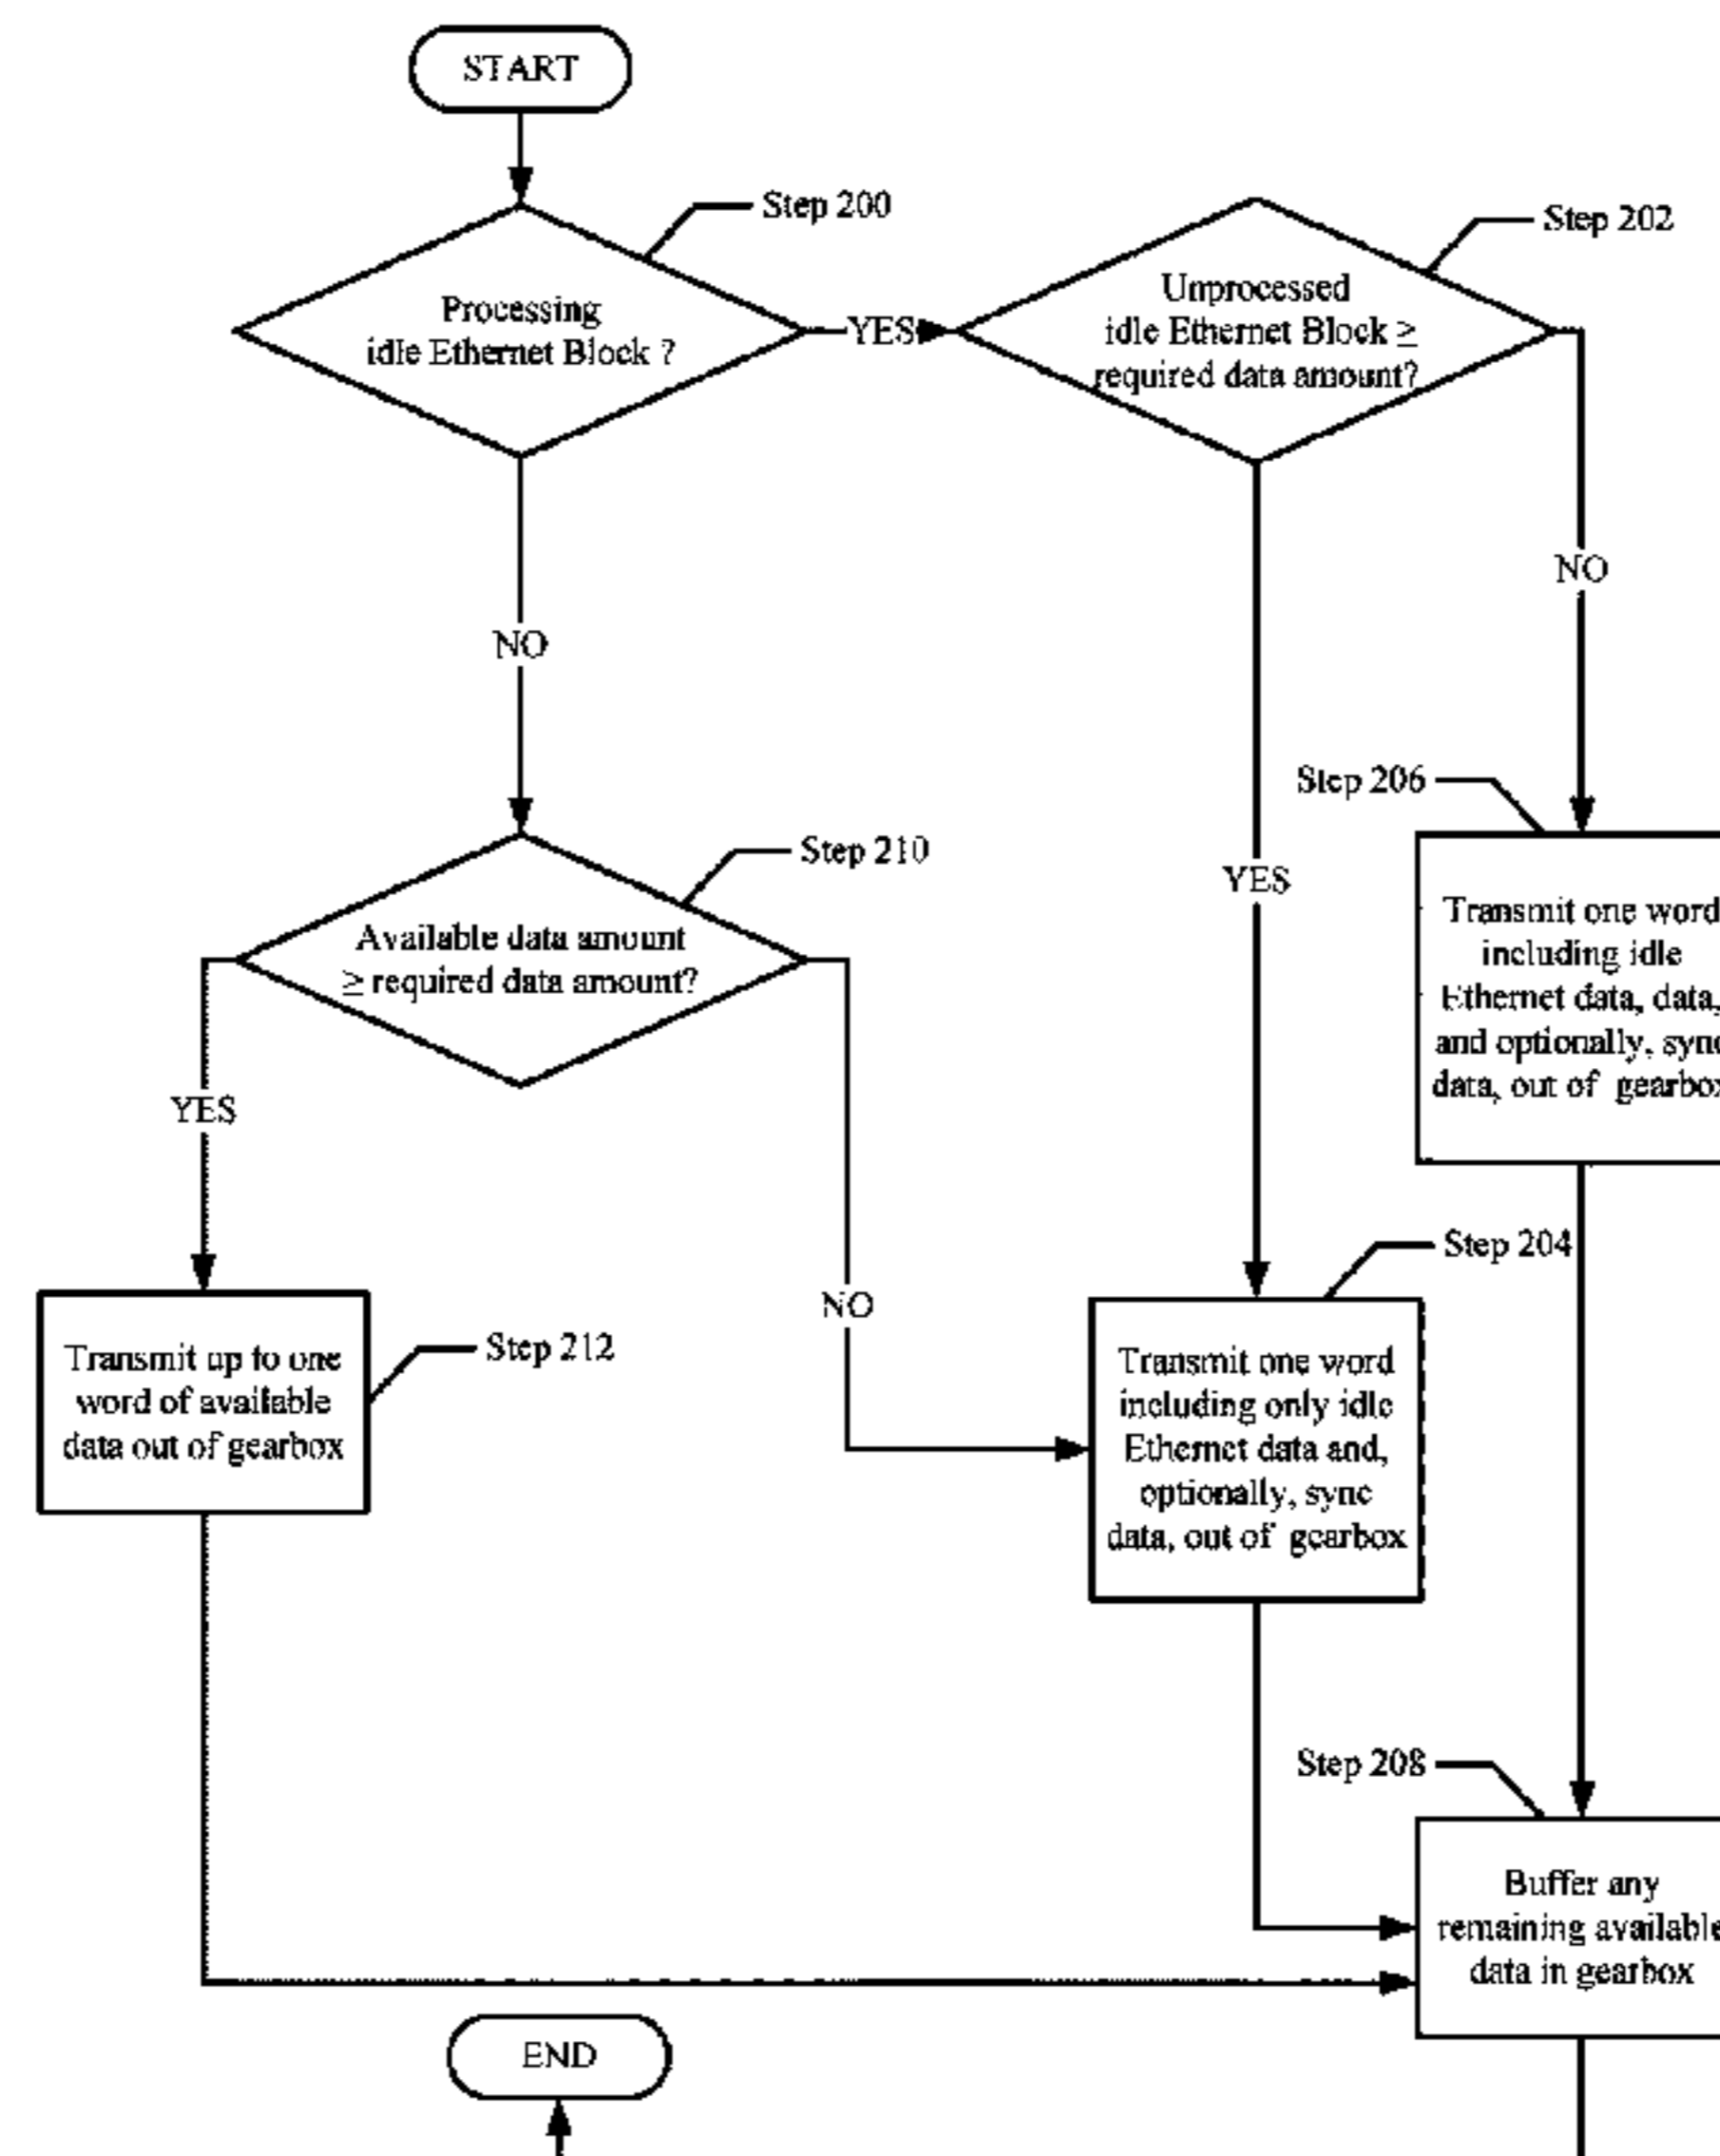 START
Step 200
Processing
idle Ethernet Block ?
YES
Step 202
Unprocessed
idle Ethernet Block ≥
required data amount?
NO
NO
YES
Step 206
Transmit one word
including idle
Ethernet data, data,
and optionally, sync
data, out of gearbox
Step 210
Available data amount
≥ required data amount?
YES
NO
Step 212
Transmit up to one
word of available
data out of gearbox
Step 204
Transmit one word
including only idle
Ethernet data and,
optionally, sync
data, out of gearbox
Step 208
Buffer any
remaining available
data in gearbox
END